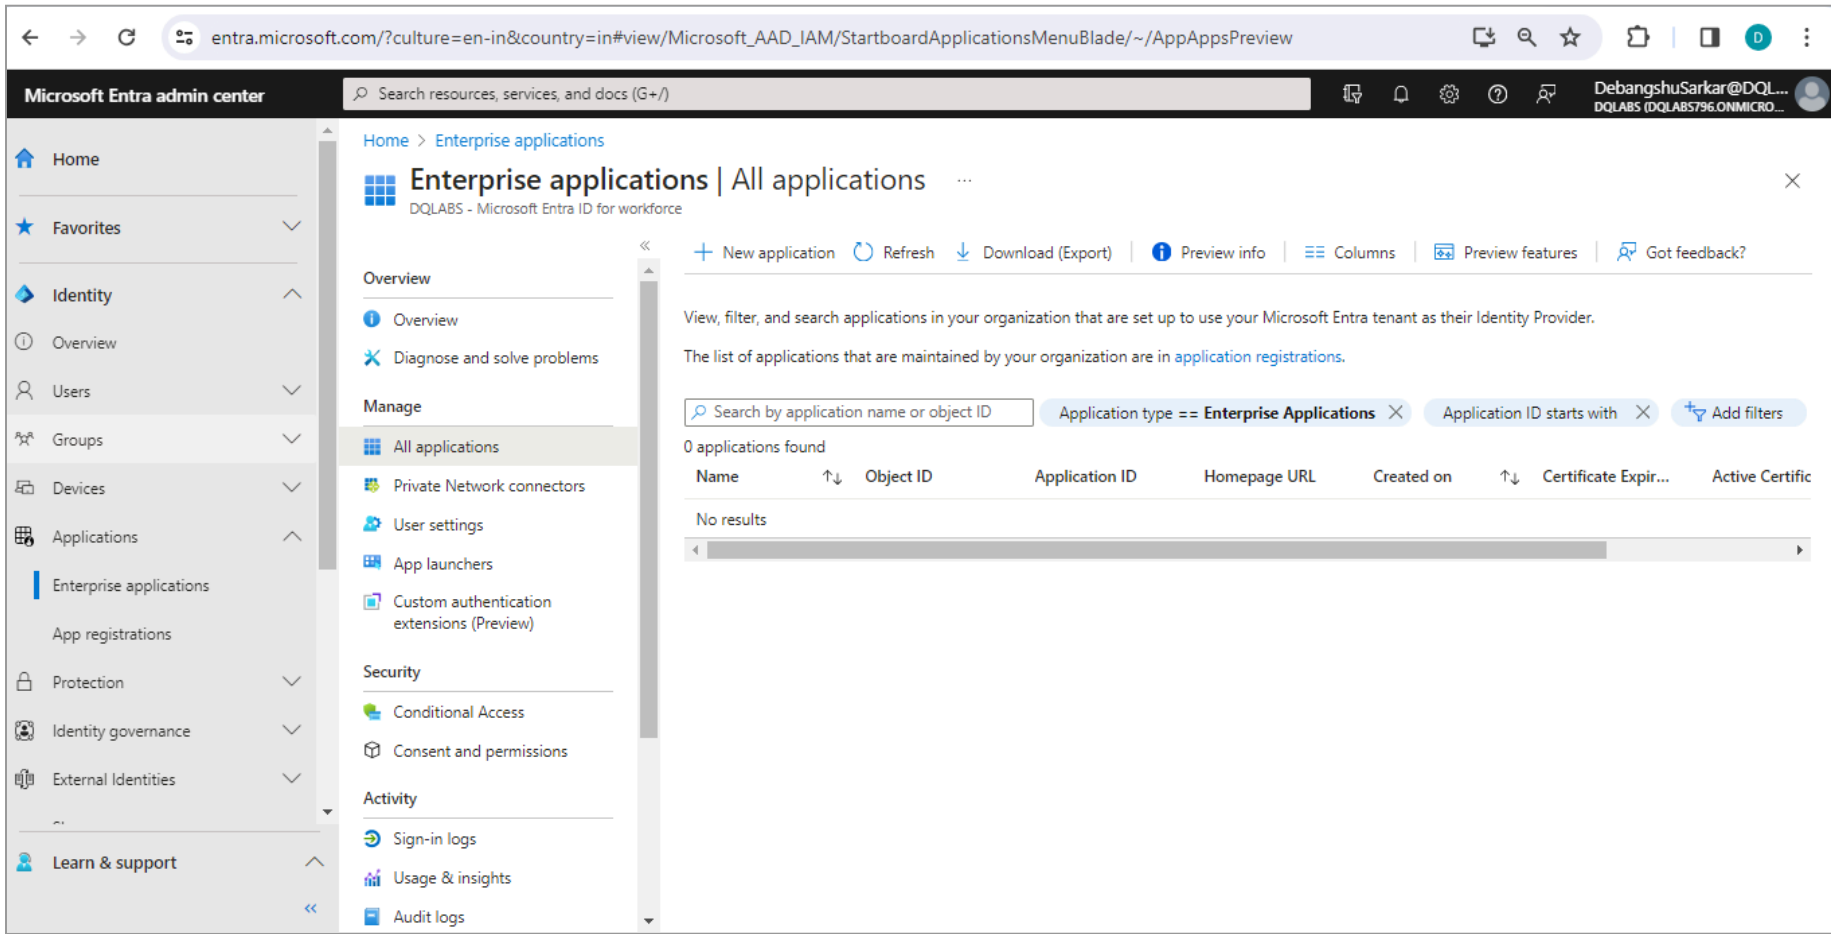 entra.microsoft.com/?culture=en-in&country=in#view/Microsoft_AAD_IAM/StartboardApplicationsMenuBlade/~/AppAppsPreview
D
Microsoft Entra admin center
Search resources, services, and docs (G+/)
DebangshuSarkar@DQL...
DQLABS (DQLABS796.ONMICRO...
Home
Favorites
Identity
Overview
Users
Groups
Devices
Applications
Enterprise applications
App registrations
Protection
Identity governance
External Identities
Learn & support
Home > Enterprise applications
Enterprise applications | All applications ...
DQLABS - Microsoft Entra ID for workforce
Overview
Overview
Diagnose and solve problems
Manage
All applications
Private Network connectors
User settings
App launchers
Custom authentication
extensions (Preview)
Security
Conditional Access
Consent and permissions
Activity
Sign-in logs
Usage & insights
Audit logs
New application Refresh Download (Export) Preview info Columns Preview features Got feedback?
View, filter, and search applications in your organization that are set up to use your Microsoft Entra tenant as their Identity Provider.
The list of applications that are maintained by your organization are in application registrations.
Search by application name or object ID Application type == Enterprise Applications Application ID starts with Add filters
0 applications found
Name Object ID Application ID Homepage URL Created on Certificate Expir... Active Certific
No results